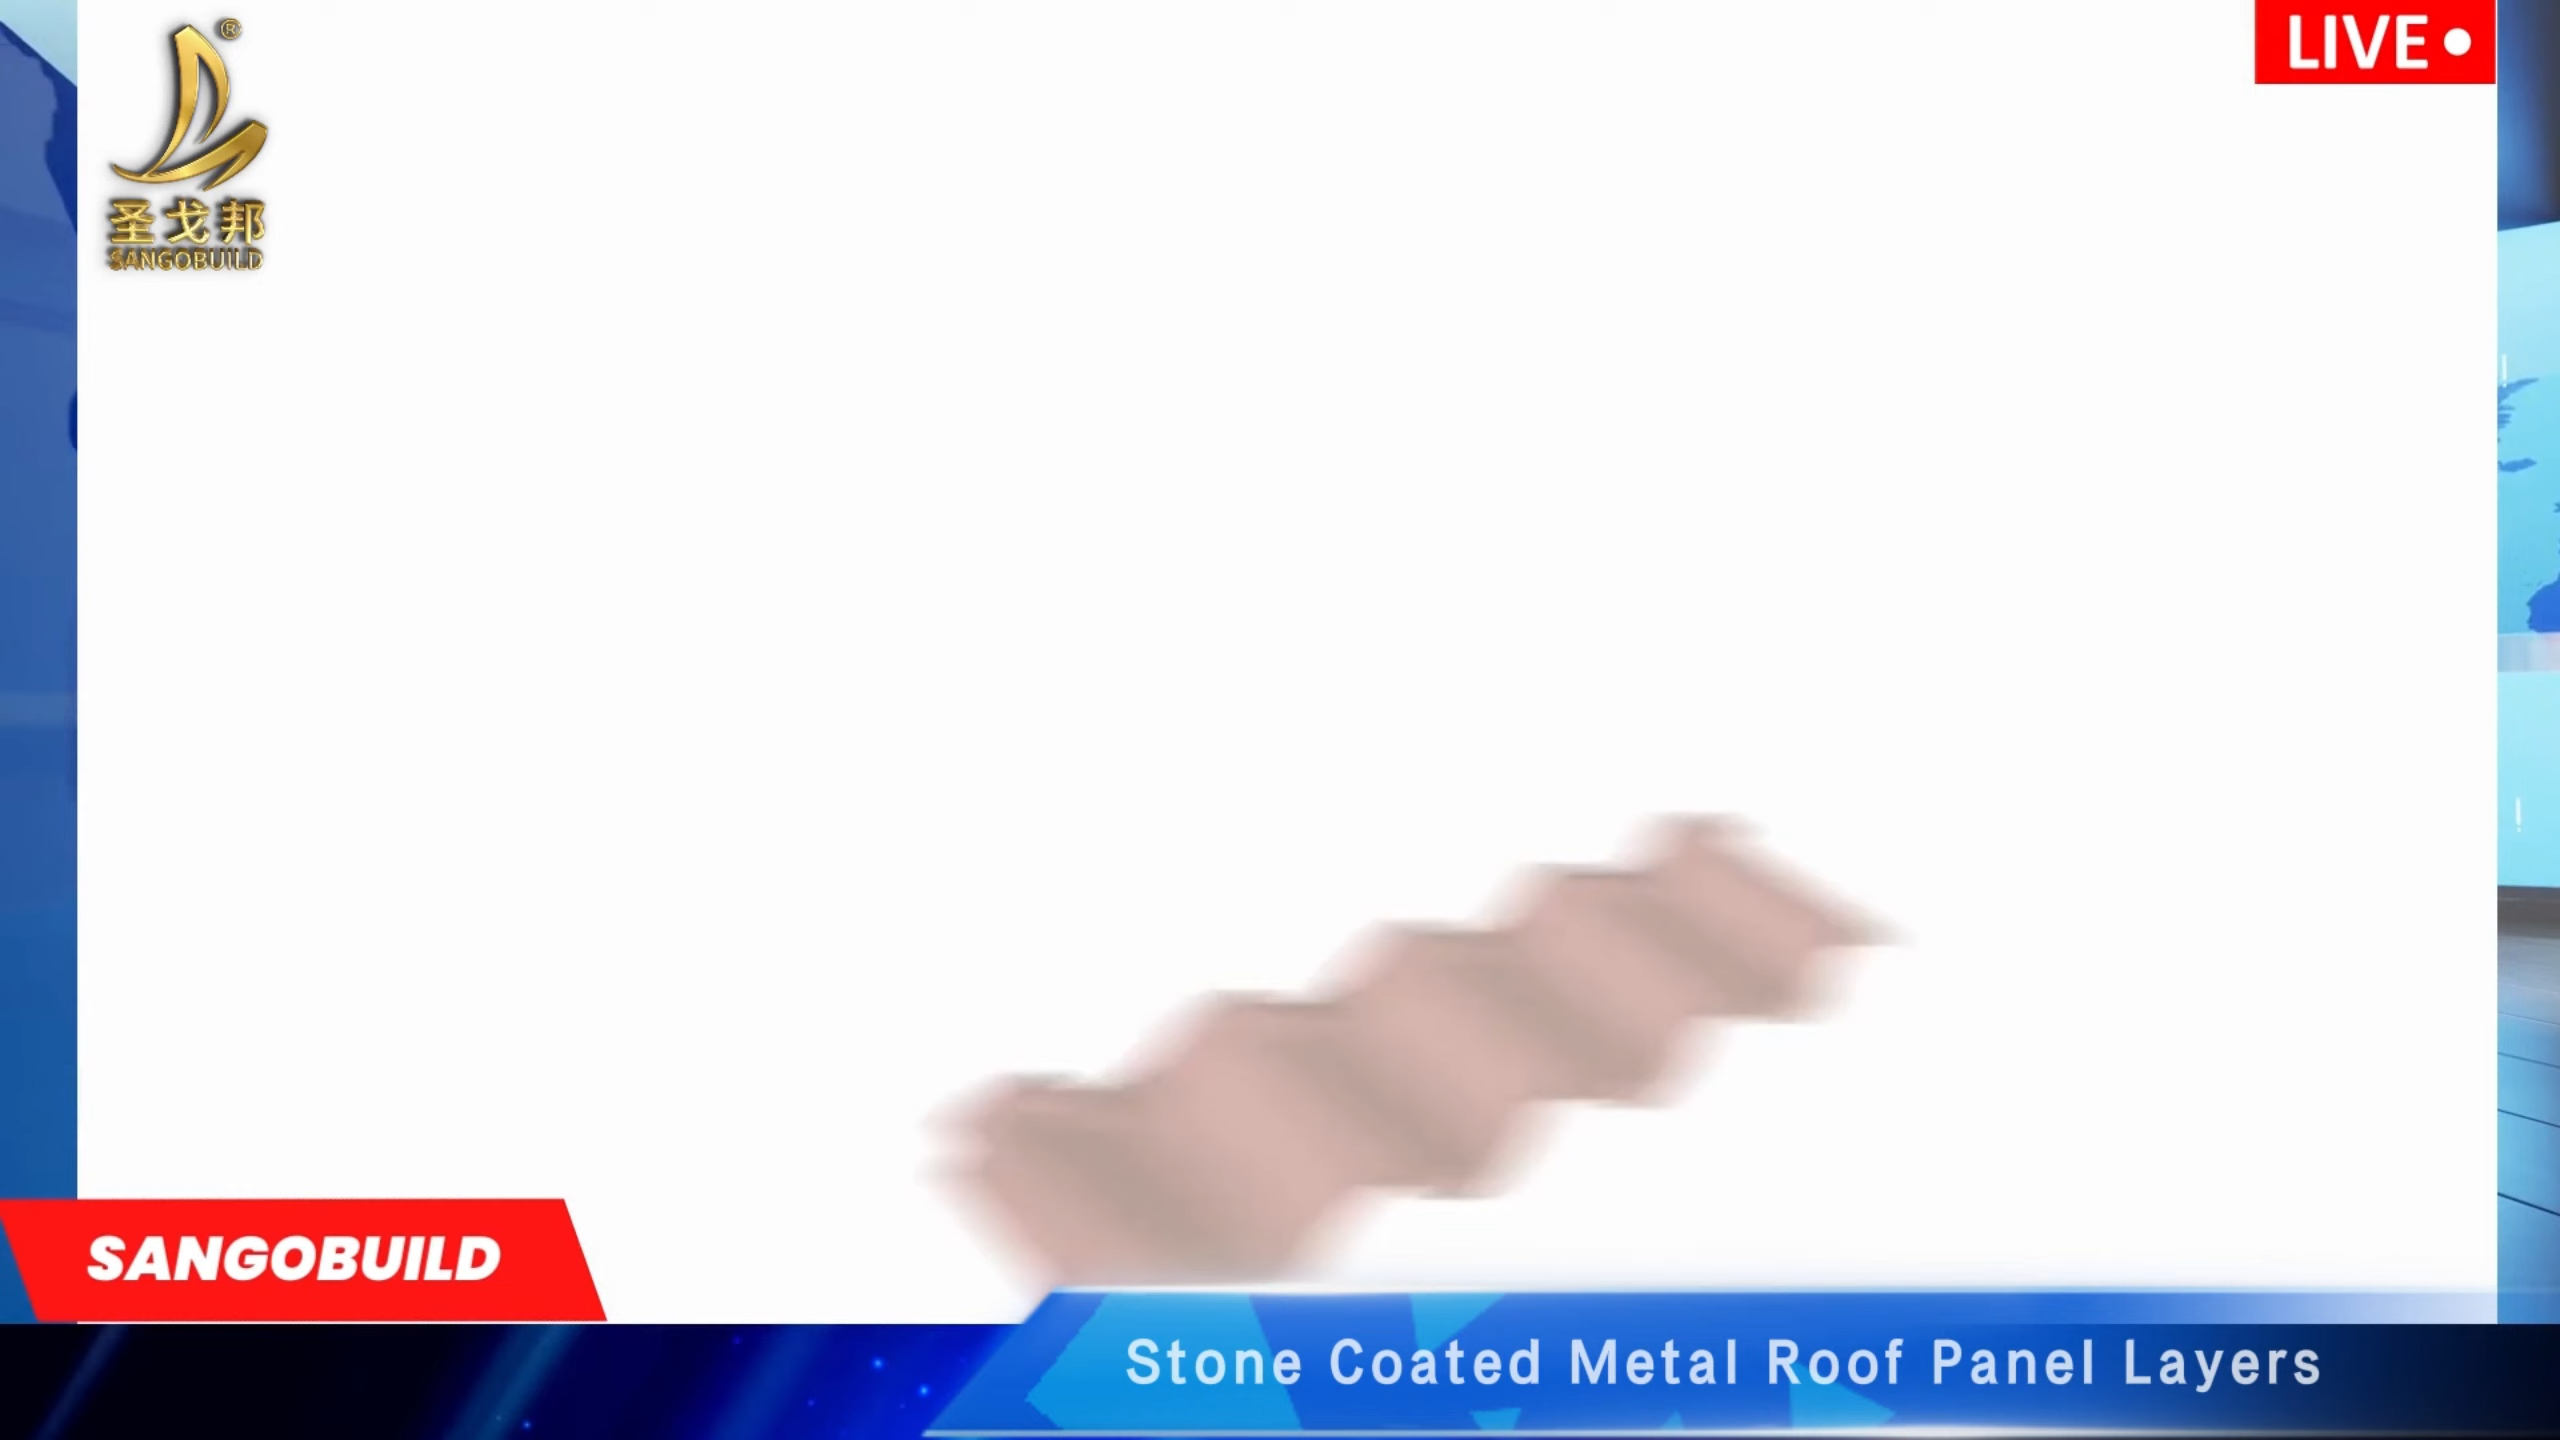 ®
圣戈邦
SANGOBUILD
LIVE
SANGOBUILD
Stone Coated Metal Roof Panel Layers